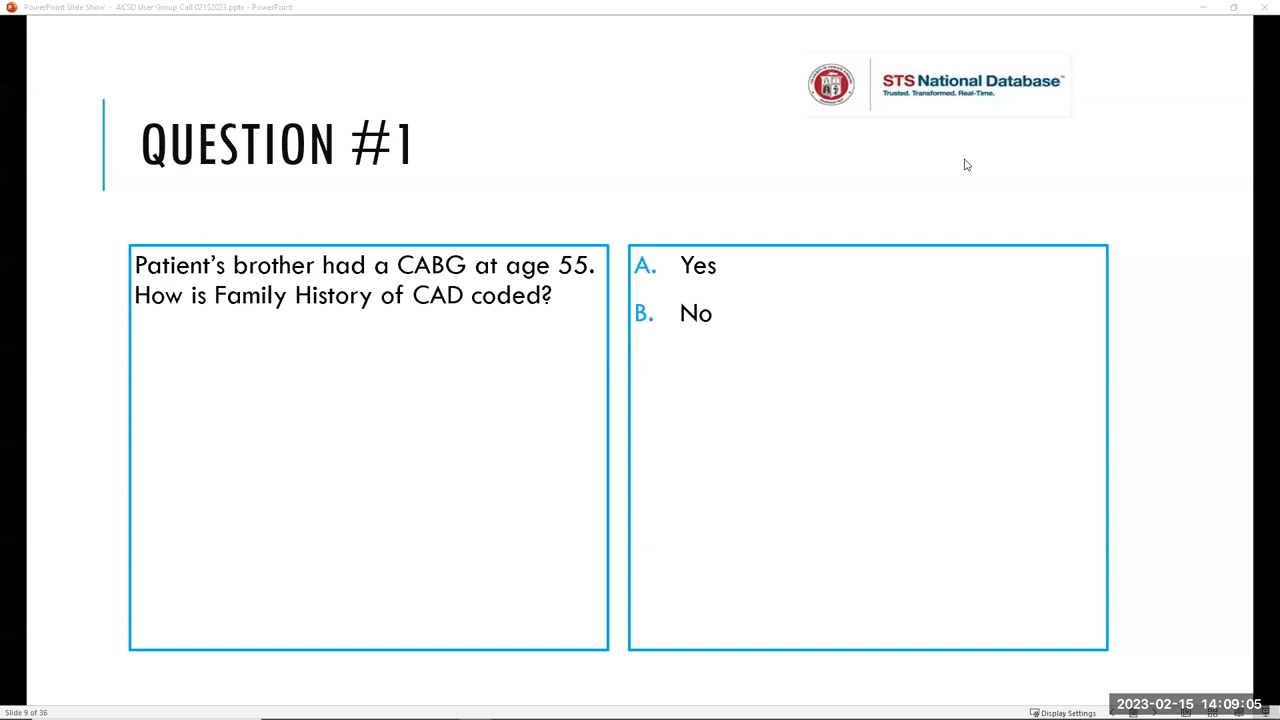 PowerPoint Slide Show - ACSD User Group Call 02152023.pptx - PowerPoint
STS National Database™
Trusted. Transformed. Real-Time.
QUESTION #1
Patient's brother had a CABG at age 55.
How is Family History of CAD coded?
A. Yes
B. No
2023-02-15 14:09:05
Slide 9 of 36
Display Settings